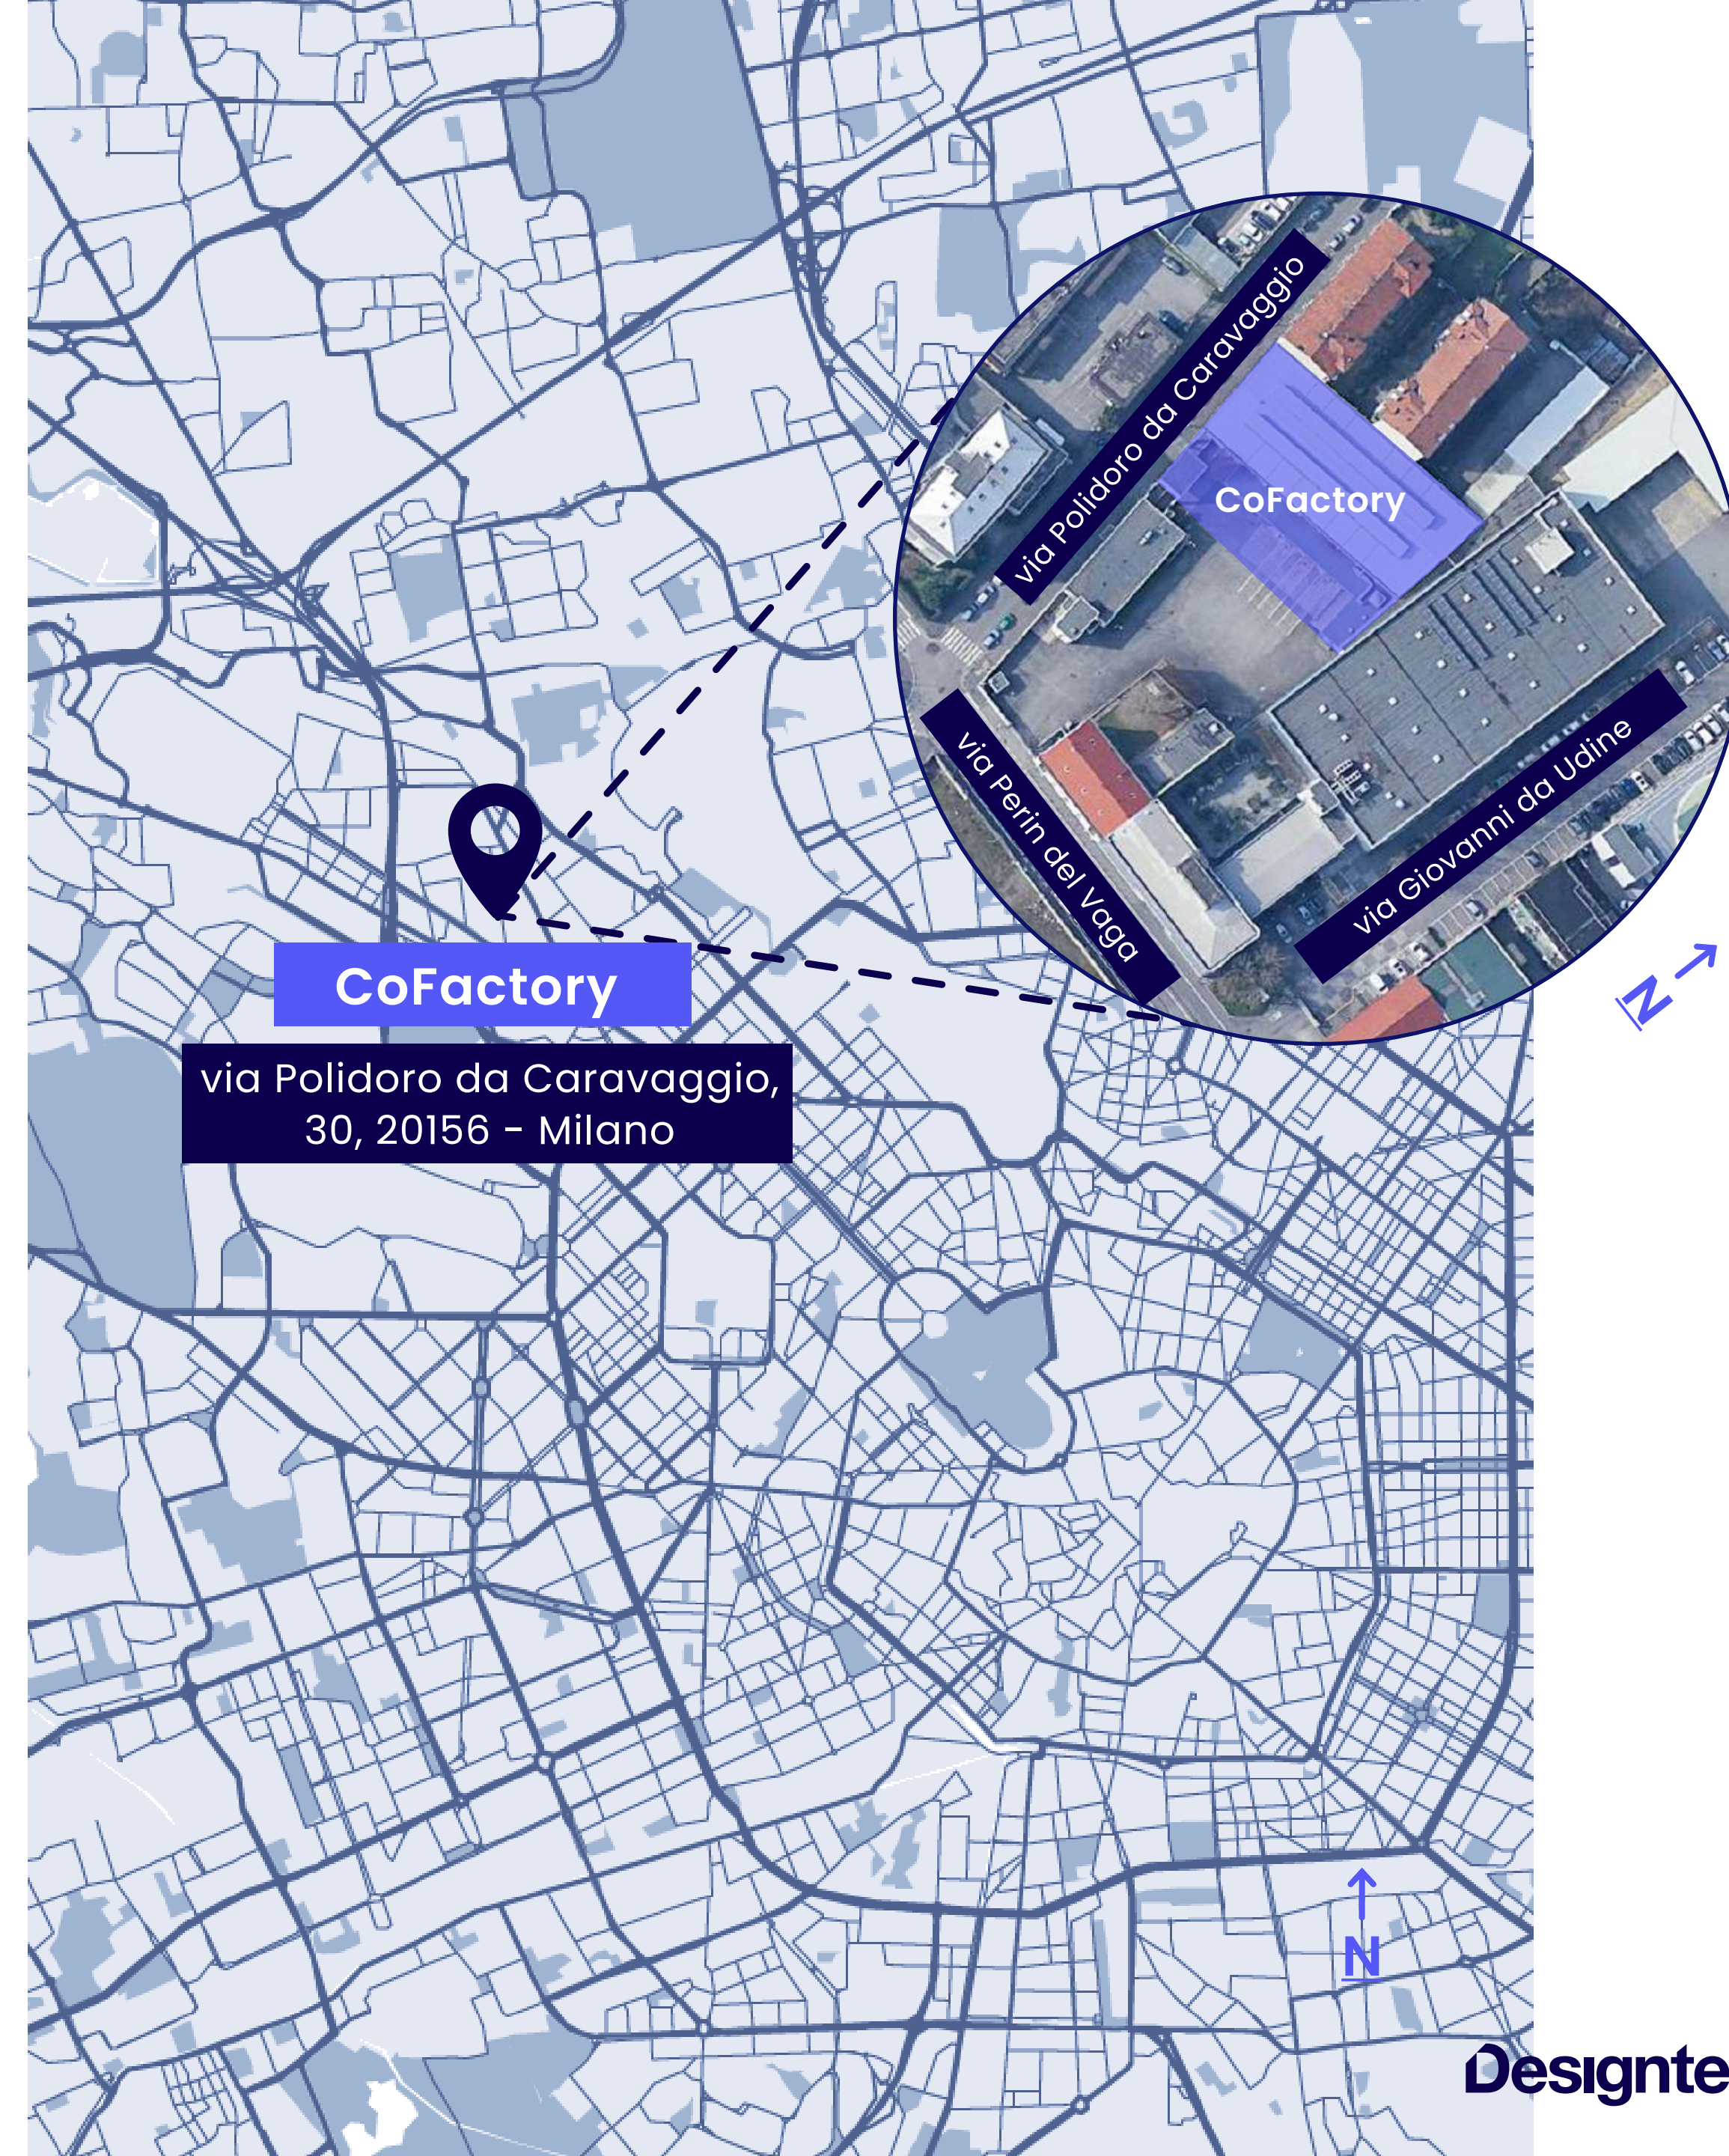 via Polidoro da Caravaggio
CoFactory
via Perin del Vaga
via Giovanni da Udine
N
CoFactory
via Polidoro da Caravaggio,
30, 20156 - Milano
N
Designte